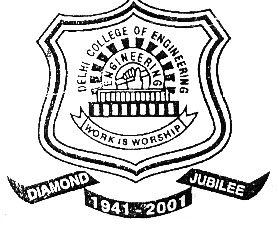 DELHI COLLEGE OF ENGINEERING
ENGINEERING
WORK IS WORSHIP
DIAMOND
1941-2001
JUBILEE